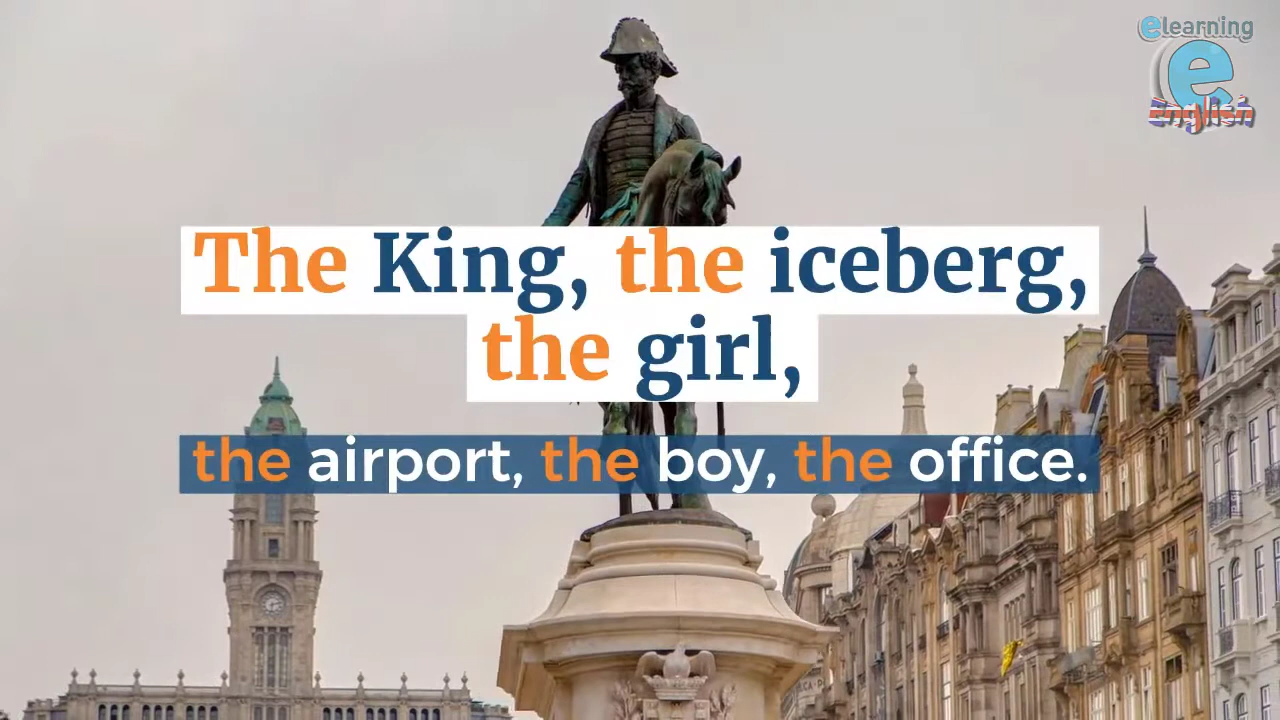 elearning
e
English
The King, the iceberg,
the girl,
the airport, the boy, the office.